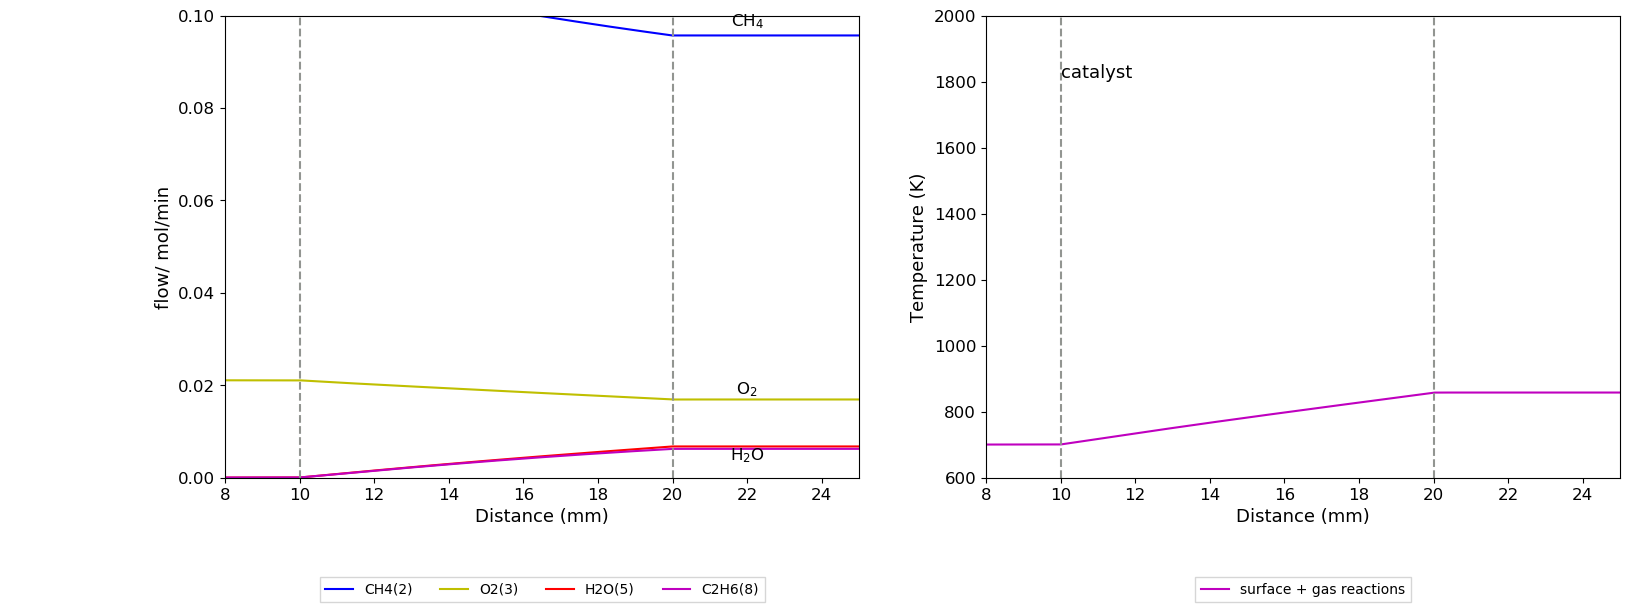 0.10
0.08
0.06
0.04
0.02
0.00
flow/ mol/min
CH₄
O₂
H₂O
8 10 12 14 16 18 20 22 24
Distance (mm)
CH4(2) O2(3) H2O(5) C2H6(8)
2000
1800
1600
1400
1200
1000
800
600
Temperature (K)
catalyst
8 10 12 14 16 18 20 22 24
Distance (mm)
surface + gas reactions